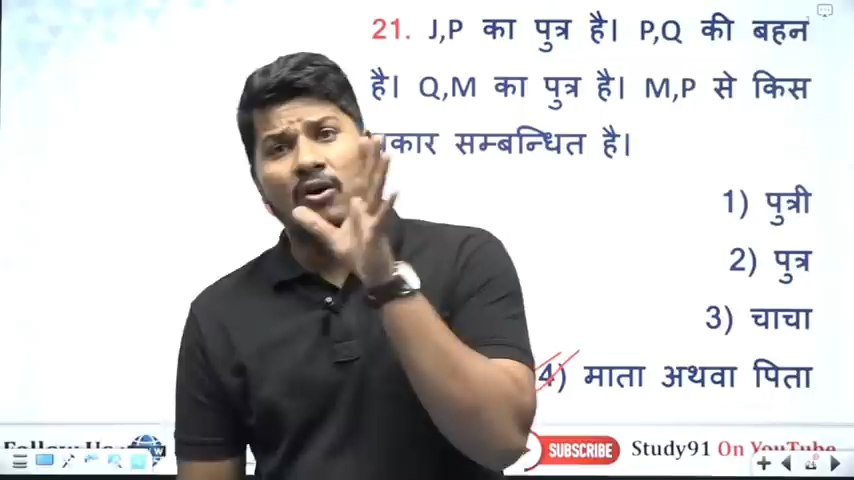 21. J,P का पुत्र है। P,Q की बहन
है। Q,M का पुत्र है। M,P से किस
सम्बन्धित है।
1) पुत्री
2) पुत्र
3) चाचा
4) माता अथवा पिता
SUBSCRIBE Study91 On YouTube